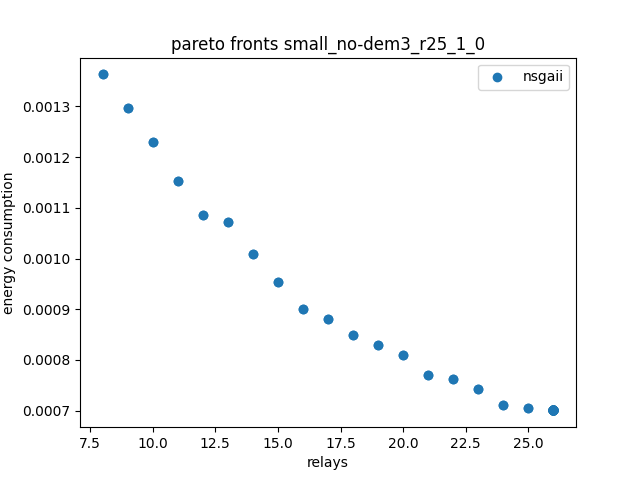 pareto fronts small_no-dem3_r25_1_0
nsgaii
energy consumption
0.0013
0.0012
0.0011
0.0010
0.0009
0.0008
0.0007
7.5 10.0 12.5 15.0 17.5 20.0 22.5 25.0
relays